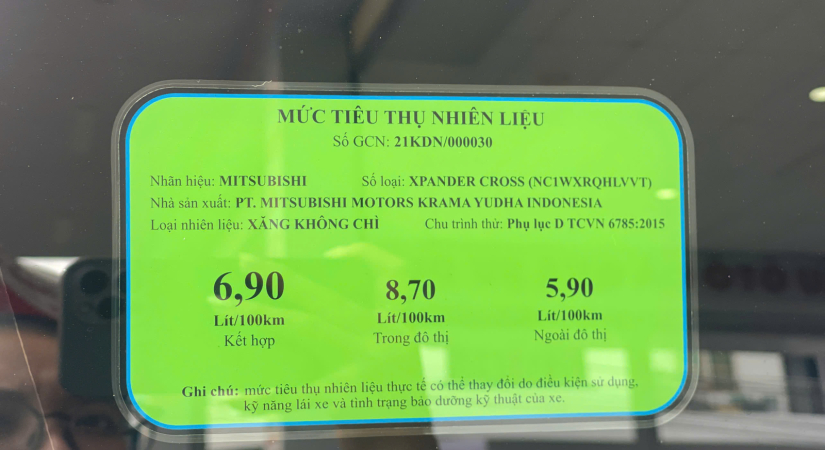 MỨC TIÊU THỤ NHIÊN LIỆU
Số GCN: 21KDN/000030
Nhãn hiệu: MITSUBISHI Số loại: XPANDER CROSS (NC1WXRQHLVVT)
Nhà sản xuất: PT. MITSUBISHI MOTORS KRAMA YUDHA INDONESIA
Loại nhiên liệu: XĂNG KHÔNG CHÌ Chu trình thử: Phụ lục D TCVN 6785:2015
6,90 8,70 5,90
Lít/100km Lít/100km Lít/100km
Kết hợp Trong đô thị Ngoài đô thị
Ghi chú: mức tiêu thụ nhiên liệu thực tế có thể thay đổi do điều kiện sử dụng,
kỹ năng lái xe và tình trạng bảo dưỡng kỹ thuật của xe.